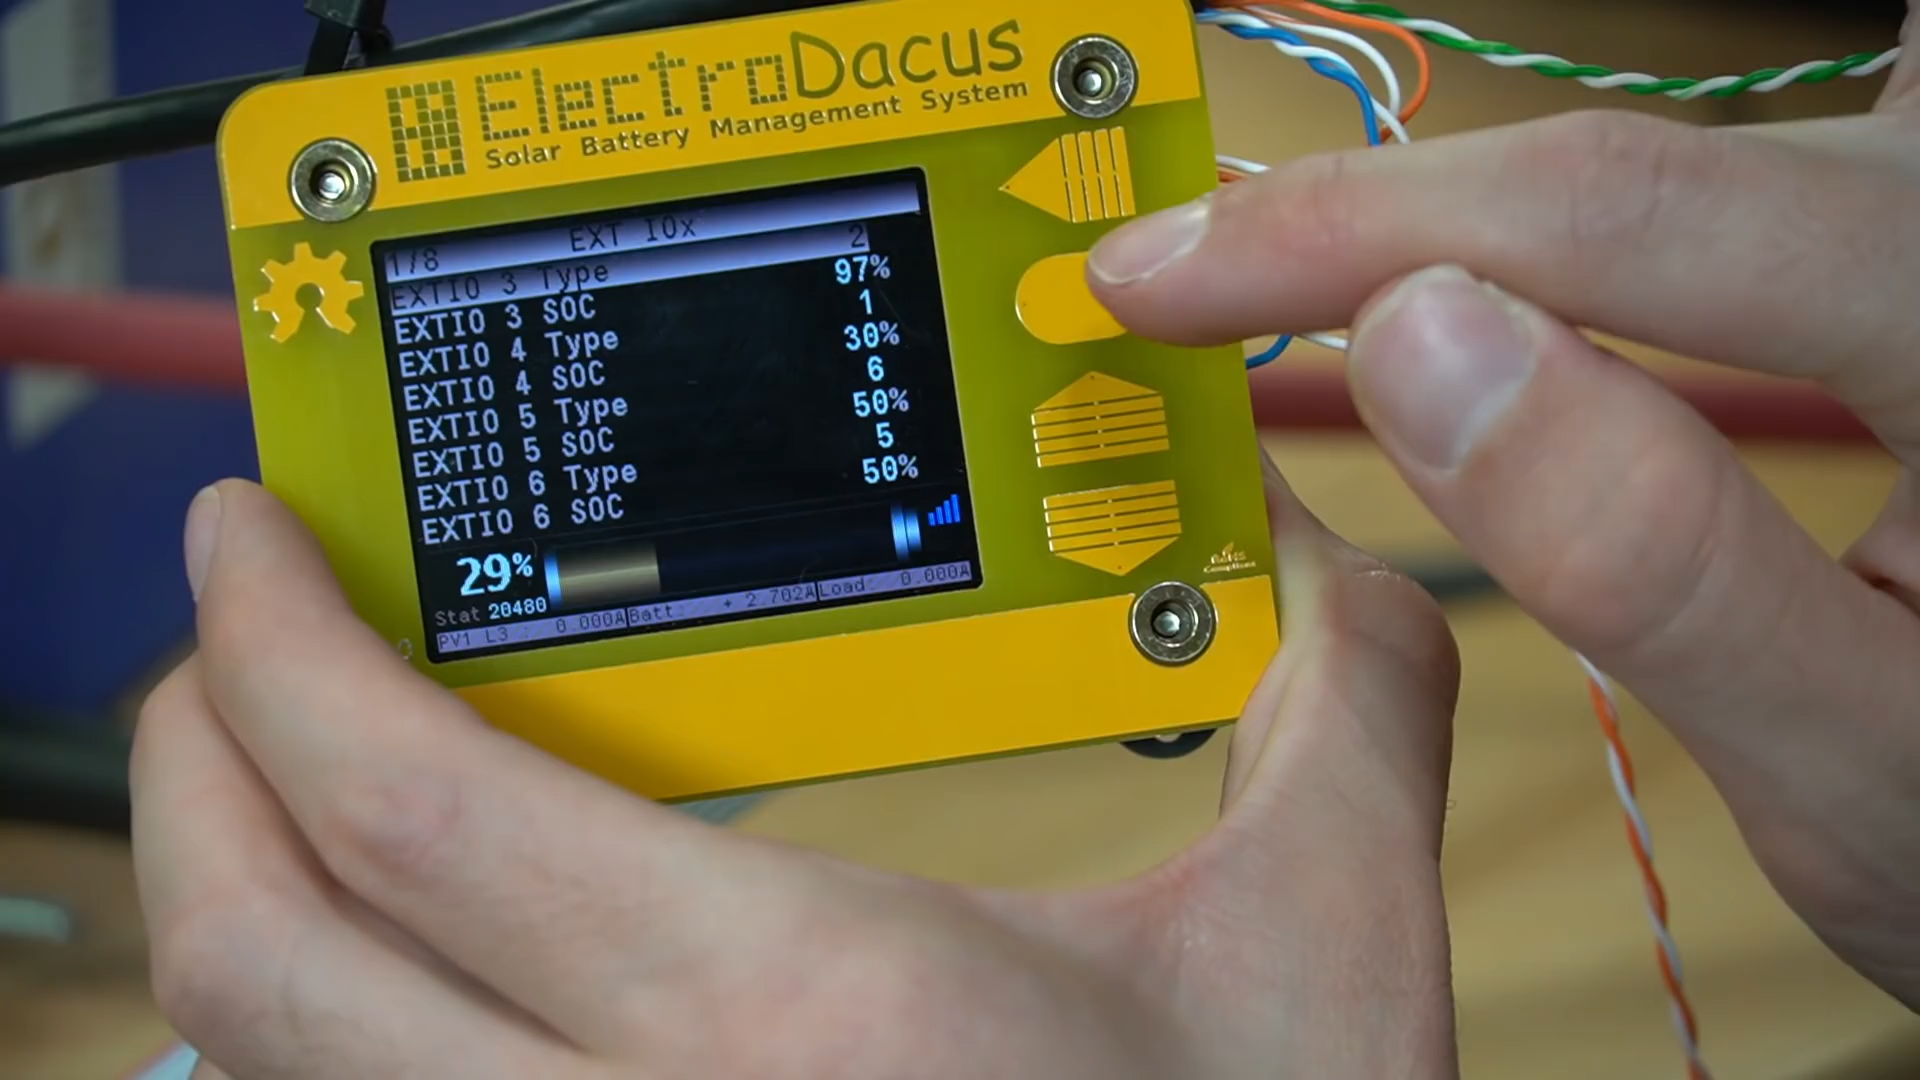 ElectroDacus
Solar Battery Management System
1/8 EXT IOx
EXTIO 3 Type 2
EXTIO 3 SOC 97%
EXTIO 4 Type 1
EXTIO 4 SOC 30%
EXTIO 5 Type 6
EXTIO 5 SOC 50%
EXTIO 6 Type 5
EXTIO 6 SOC 50%
29%
Stat 20480
PV1 L3 : 0.000A Batt: + 2.702A Load: 0.000A
RoHS
Compliant